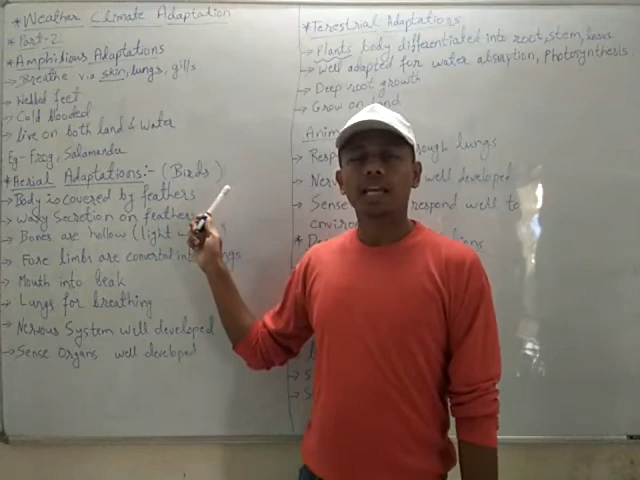 * Weather Climate Adaptation
* Part-2
* Amphidious Adaptations
→ Breathe via skin, lungs, gills
→ Webbed feet
→ Cold blooded
→ Live on both land & water
Eg- Frog, Salamander
* Aerial Adaptations:- (Birds)
→ Body is covered by feathers
→ Waxy Secretion on feathers
→ Bones are hollow (light
→ Fore limbs are converted into
→ Mouth into beak
→ Lungs for breathing
→ Nervous System well developed
→ Sense Organs well developed
* Terestrial Adaptations
→ Plants body differentiated into root, stem, leaves.
→ Well adapted for water absorption, Photosynthesis.
→ Deep root growth
→ Grow on land
lungs
well developed
Sense respond well to